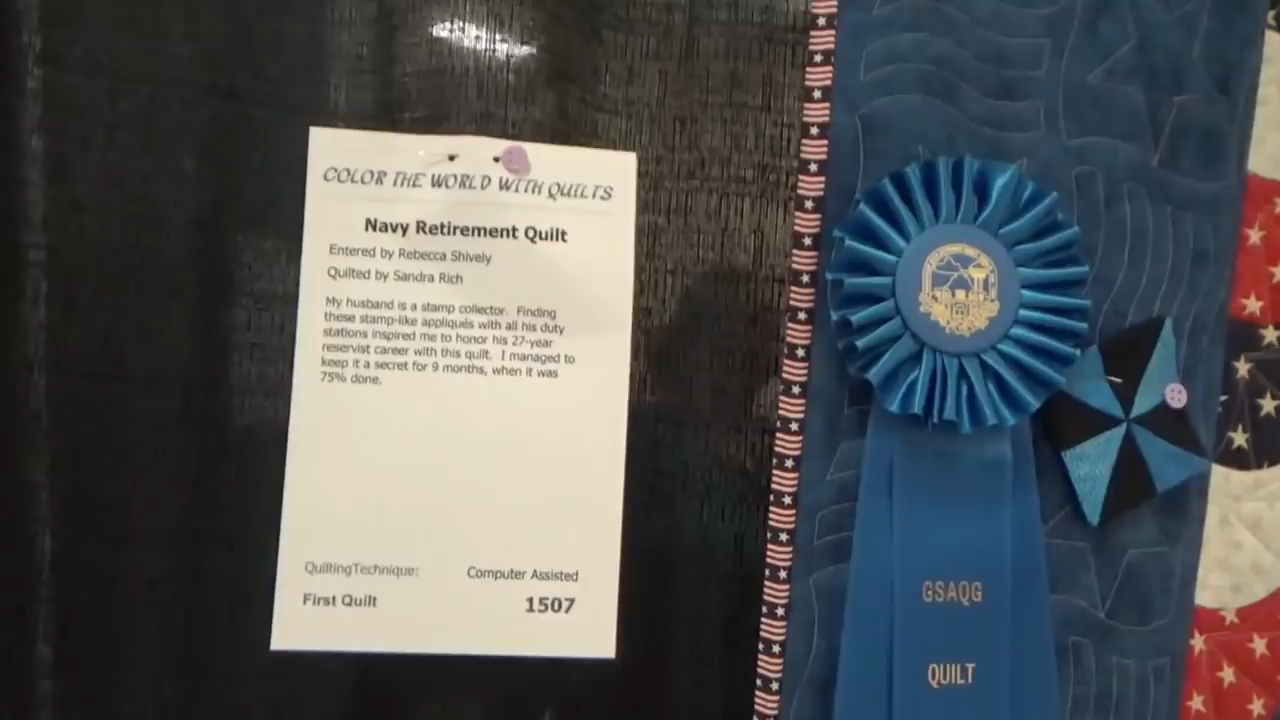 COLOR THE WORLD WITH QUILTS
Navy Retirement Quilt
Entered by Rebecca Shively
Quilted by Sandra Rich
My husband is a stamp collector. Finding
these stamp-like appliqués with all his duty
stations inspired me to honor his 27-year
reservist career with this quilt. I managed to
keep it a secret for 9 months, when it was
75% done.
QuiltingTechnique: Computer Assisted
First Quilt 1507
GSAQG
QUILT